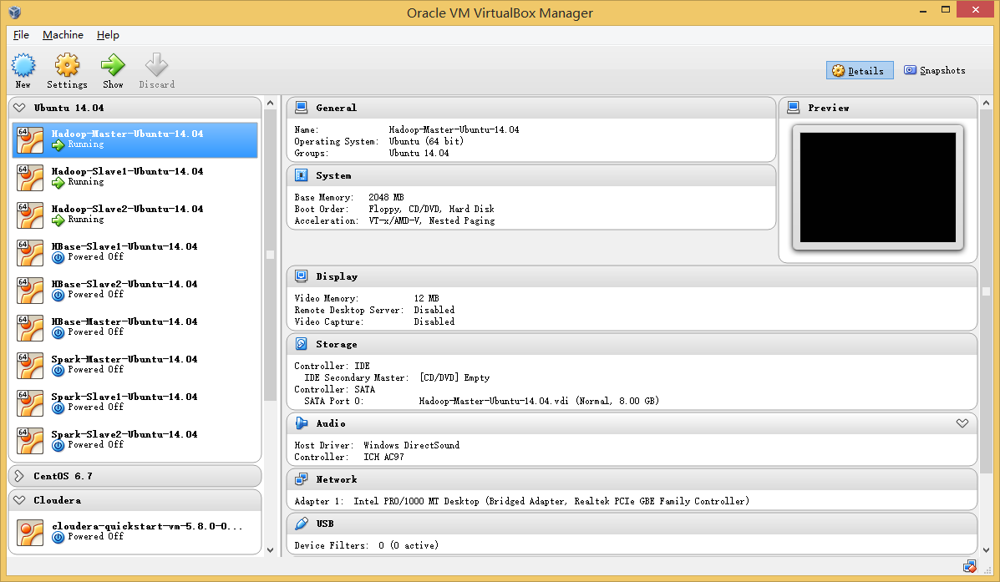 Oracle VM VirtualBox Manager
File Machine Help
New Settings Show Discard
Details Snapshots
Ubuntu 14.04
64
Hadoop-Master-Ubuntu-14.04
Running
64
Hadoop-Slave1-Ubuntu-14.04
Running
64
Hadoop-Slave2-Ubuntu-14.04
Running
64
HBase-Slave1-Ubuntu-14.04
Powered Off
64
HBase-Slave2-Ubuntu-14.04
Powered Off
64
HBase-Master-Ubuntu-14.04
Powered Off
64
Spark-Master-Ubuntu-14.04
Powered Off
64
Spark-Slave1-Ubuntu-14.04
Powered Off
64
Spark-Slave2-Ubuntu-14.04
Powered Off
CentOS 6.7
Cloudera
cloudera-quickstart-vm-5.8.0-0...
Powered Off
General
Name: Hadoop-Master-Ubuntu-14.04
Operating System: Ubuntu (64 bit)
Groups: Ubuntu 14.04
System
Base Memory: 2048 MB
Boot Order: Floppy, CD/DVD, Hard Disk
Acceleration: VT-x/AMD-V, Nested Paging
Preview
Display
Video Memory: 12 MB
Remote Desktop Server: Disabled
Video Capture: Disabled
Storage
Controller: IDE
IDE Secondary Master: [CD/DVD] Empty
Controller: SATA
SATA Port 0: Hadoop-Master-Ubuntu-14.04.vdi (Normal, 8.00 GB)
Audio
Host Driver: Windows DirectSound
Controller: ICH AC97
Network
Adapter 1: Intel PRO/1000 MT Desktop (Bridged Adapter, Realtek PCIe GBE Family Controller)
USB
Device Filters: 0 (0 active)